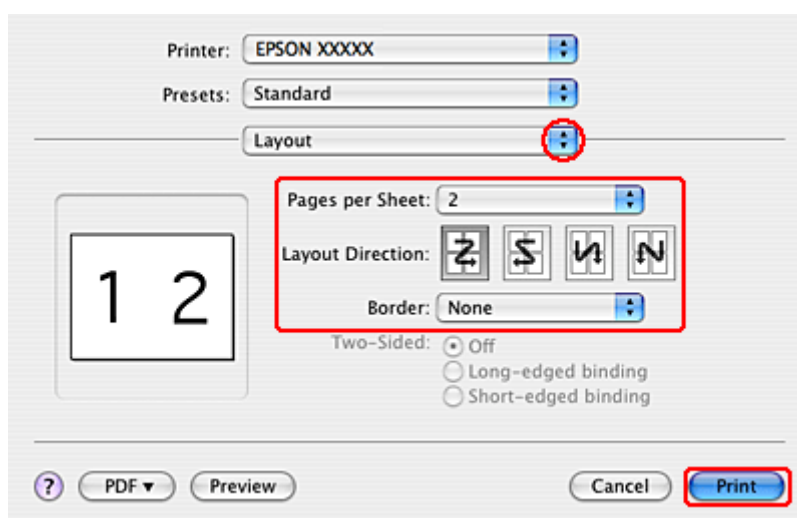 Printer: EPSON XXXXX
Presets: Standard
Layout
Pages per Sheet: 2
Layout Direction:
Border: None
1 2
Two-Sided: Off
Long-edged binding
Short-edged binding
? PDF▼ Preview Cancel Print